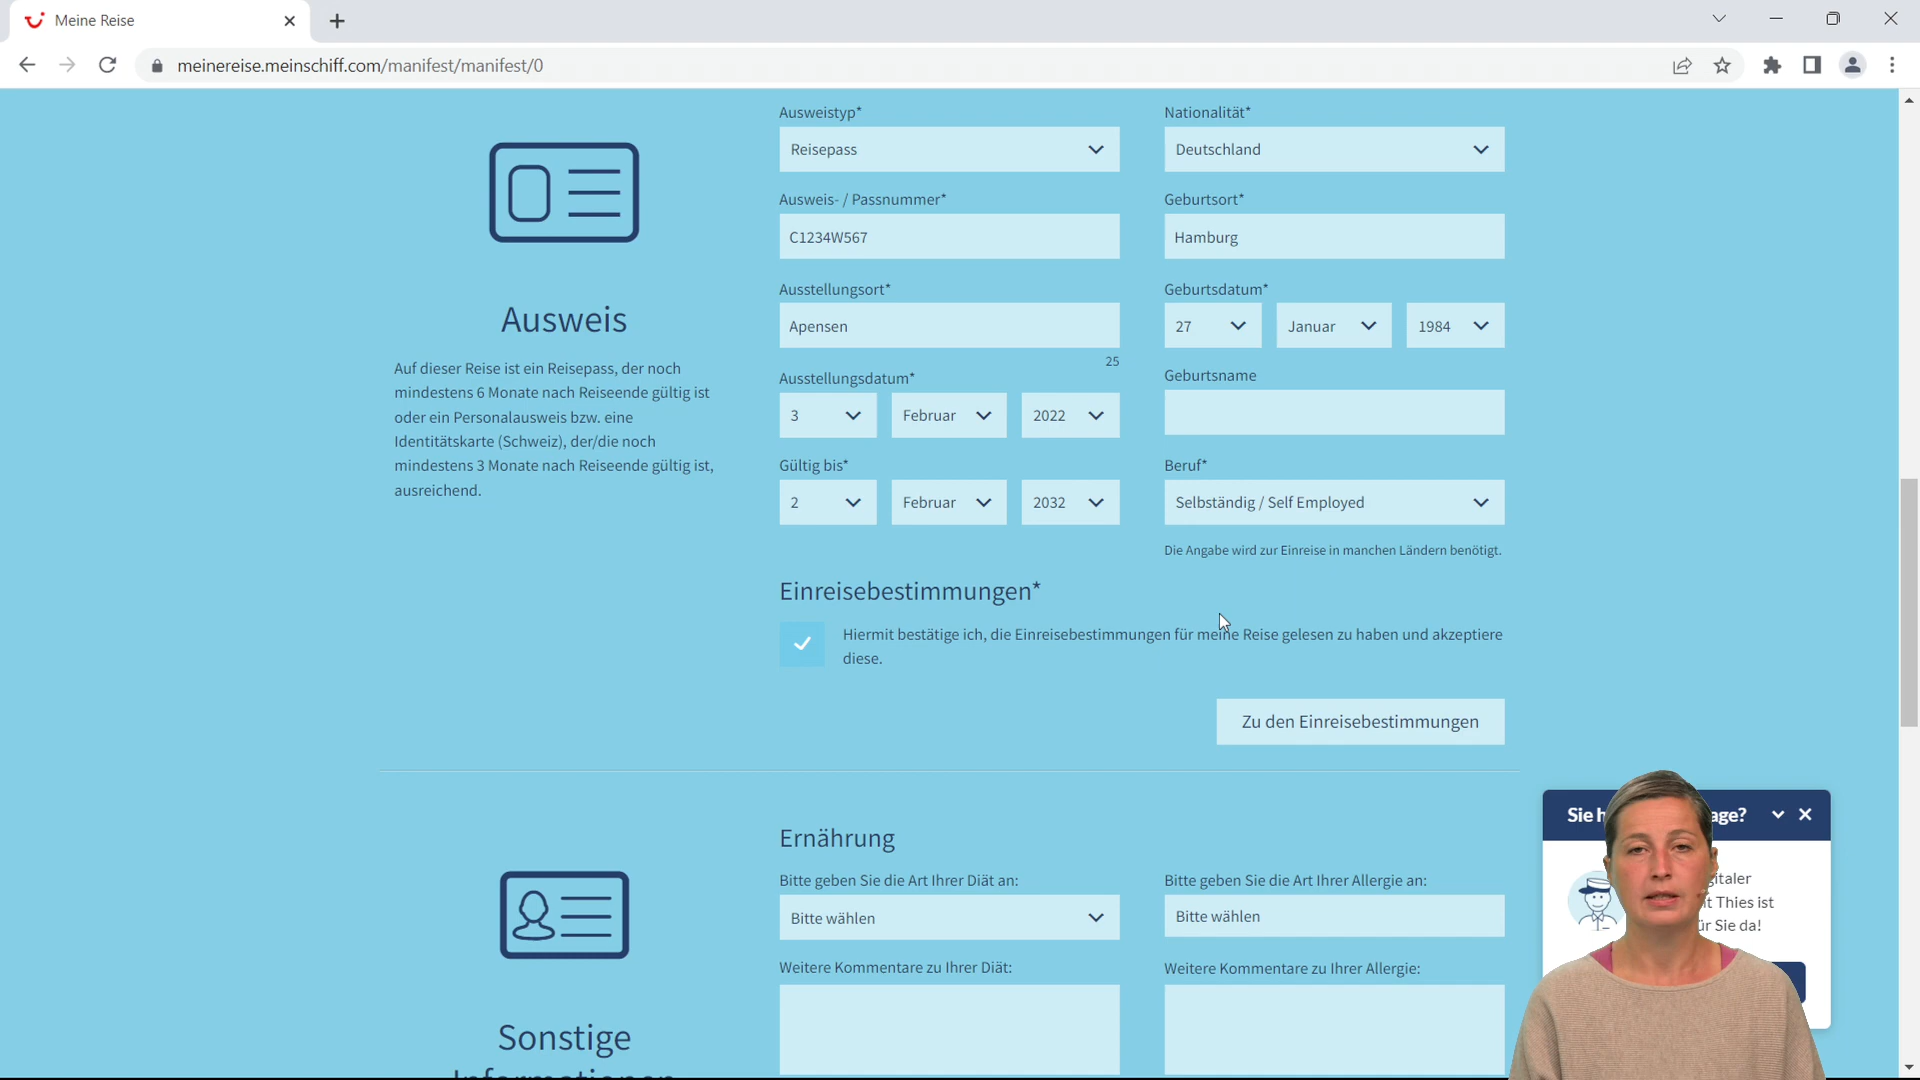 Meine Reise
meinereise.meinschiff.com/manifest/manifest/0
Ausweistyp*
Reisepass
Nationalität*
Deutschland
Ausweis- / Passnummer*
C1234W567
Geburtsort*
Hamburg
Ausweis
Ausstellungsort*
Apensen
25
Geburtsdatum*
27
Januar
1984
Auf dieser Reise ist ein Reisepass, der noch
mindestens 6 Monate nach Reiseende gültig ist
oder ein Personalausweis bzw. eine
Identitätskarte (Schweiz), der/die noch
mindestens 3 Monate nach Reiseende gültig ist,
ausreichend.
Ausstellungsdatum*
3
Februar
2022
Geburtsname
Gültig bis*
2
Februar
2032
Beruf*
Selbständig / Self Employed
Die Angabe wird zur Einreise in manchen Ländern benötigt.
Einreisebestimmungen*
Hiermit bestätige ich, die Einreisebestimmungen für meine Reise gelesen zu haben und akzeptiere
diese.
Zu den Einreisebestimmungen
Ernährung
Bitte geben Sie die Art Ihrer Diät an:
Bitte wählen
Bitte geben Sie die Art Ihrer Allergie an:
Bitte wählen
Weitere Kommentare zu Ihrer Diät:
Weitere Kommentare zu Ihrer Allergie:
Sonstige
Informationen
Sie
Thies ist
Sie da!